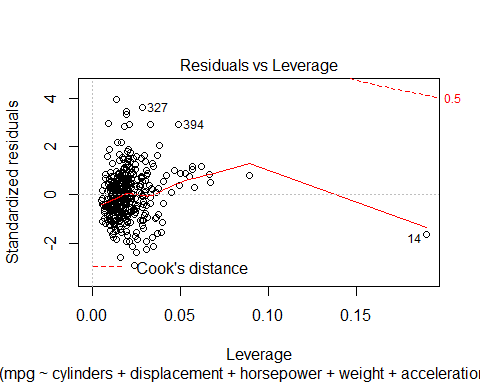 Residuals vs Leverage
Standardized residuals
4
2
0
-2
327
394
14
0.5
Cook's distance
0.00 0.05 0.10 0.15
Leverage
(mpg ~ cylinders + displacement + horsepower + weight + acceleration